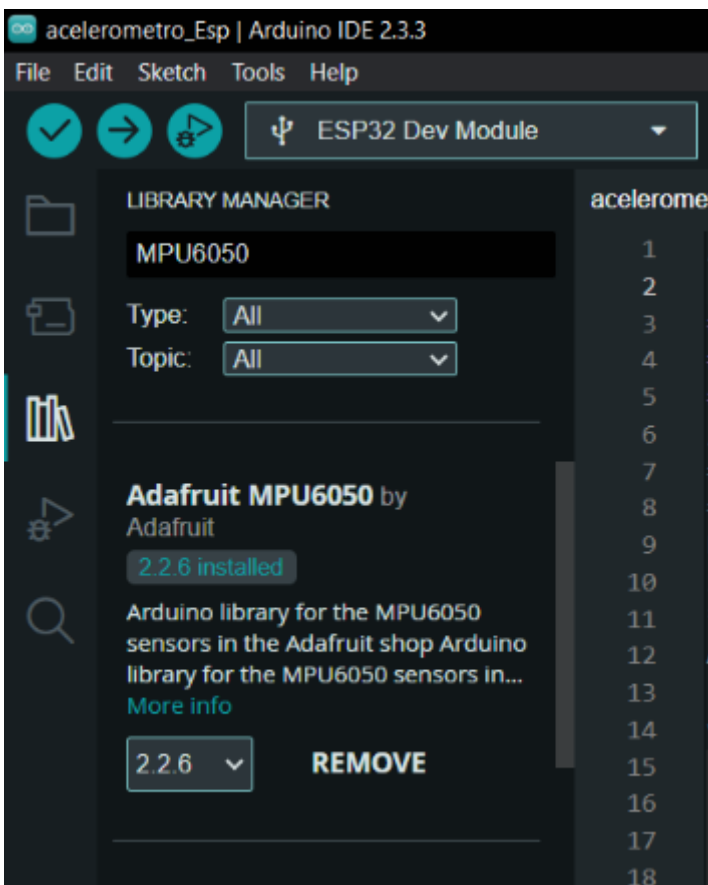 acelerometro_Esp | Arduino IDE 2.3.3
File Edit Sketch Tools Help
ESP32 Dev Module
LIBRARY MANAGER
MPU6050
Type: All
Topic: All
Adafruit MPU6050 by
Adafruit
2.2.6 installed
Arduino library for the MPU6050
sensors in the Adafruit shop Arduino
library for the MPU6050 sensors in...
More info
2.2.6 REMOVE
acelerome
1
2
3
4
5
6
7
8
9
10
11
12
13
14
15
16
17
18